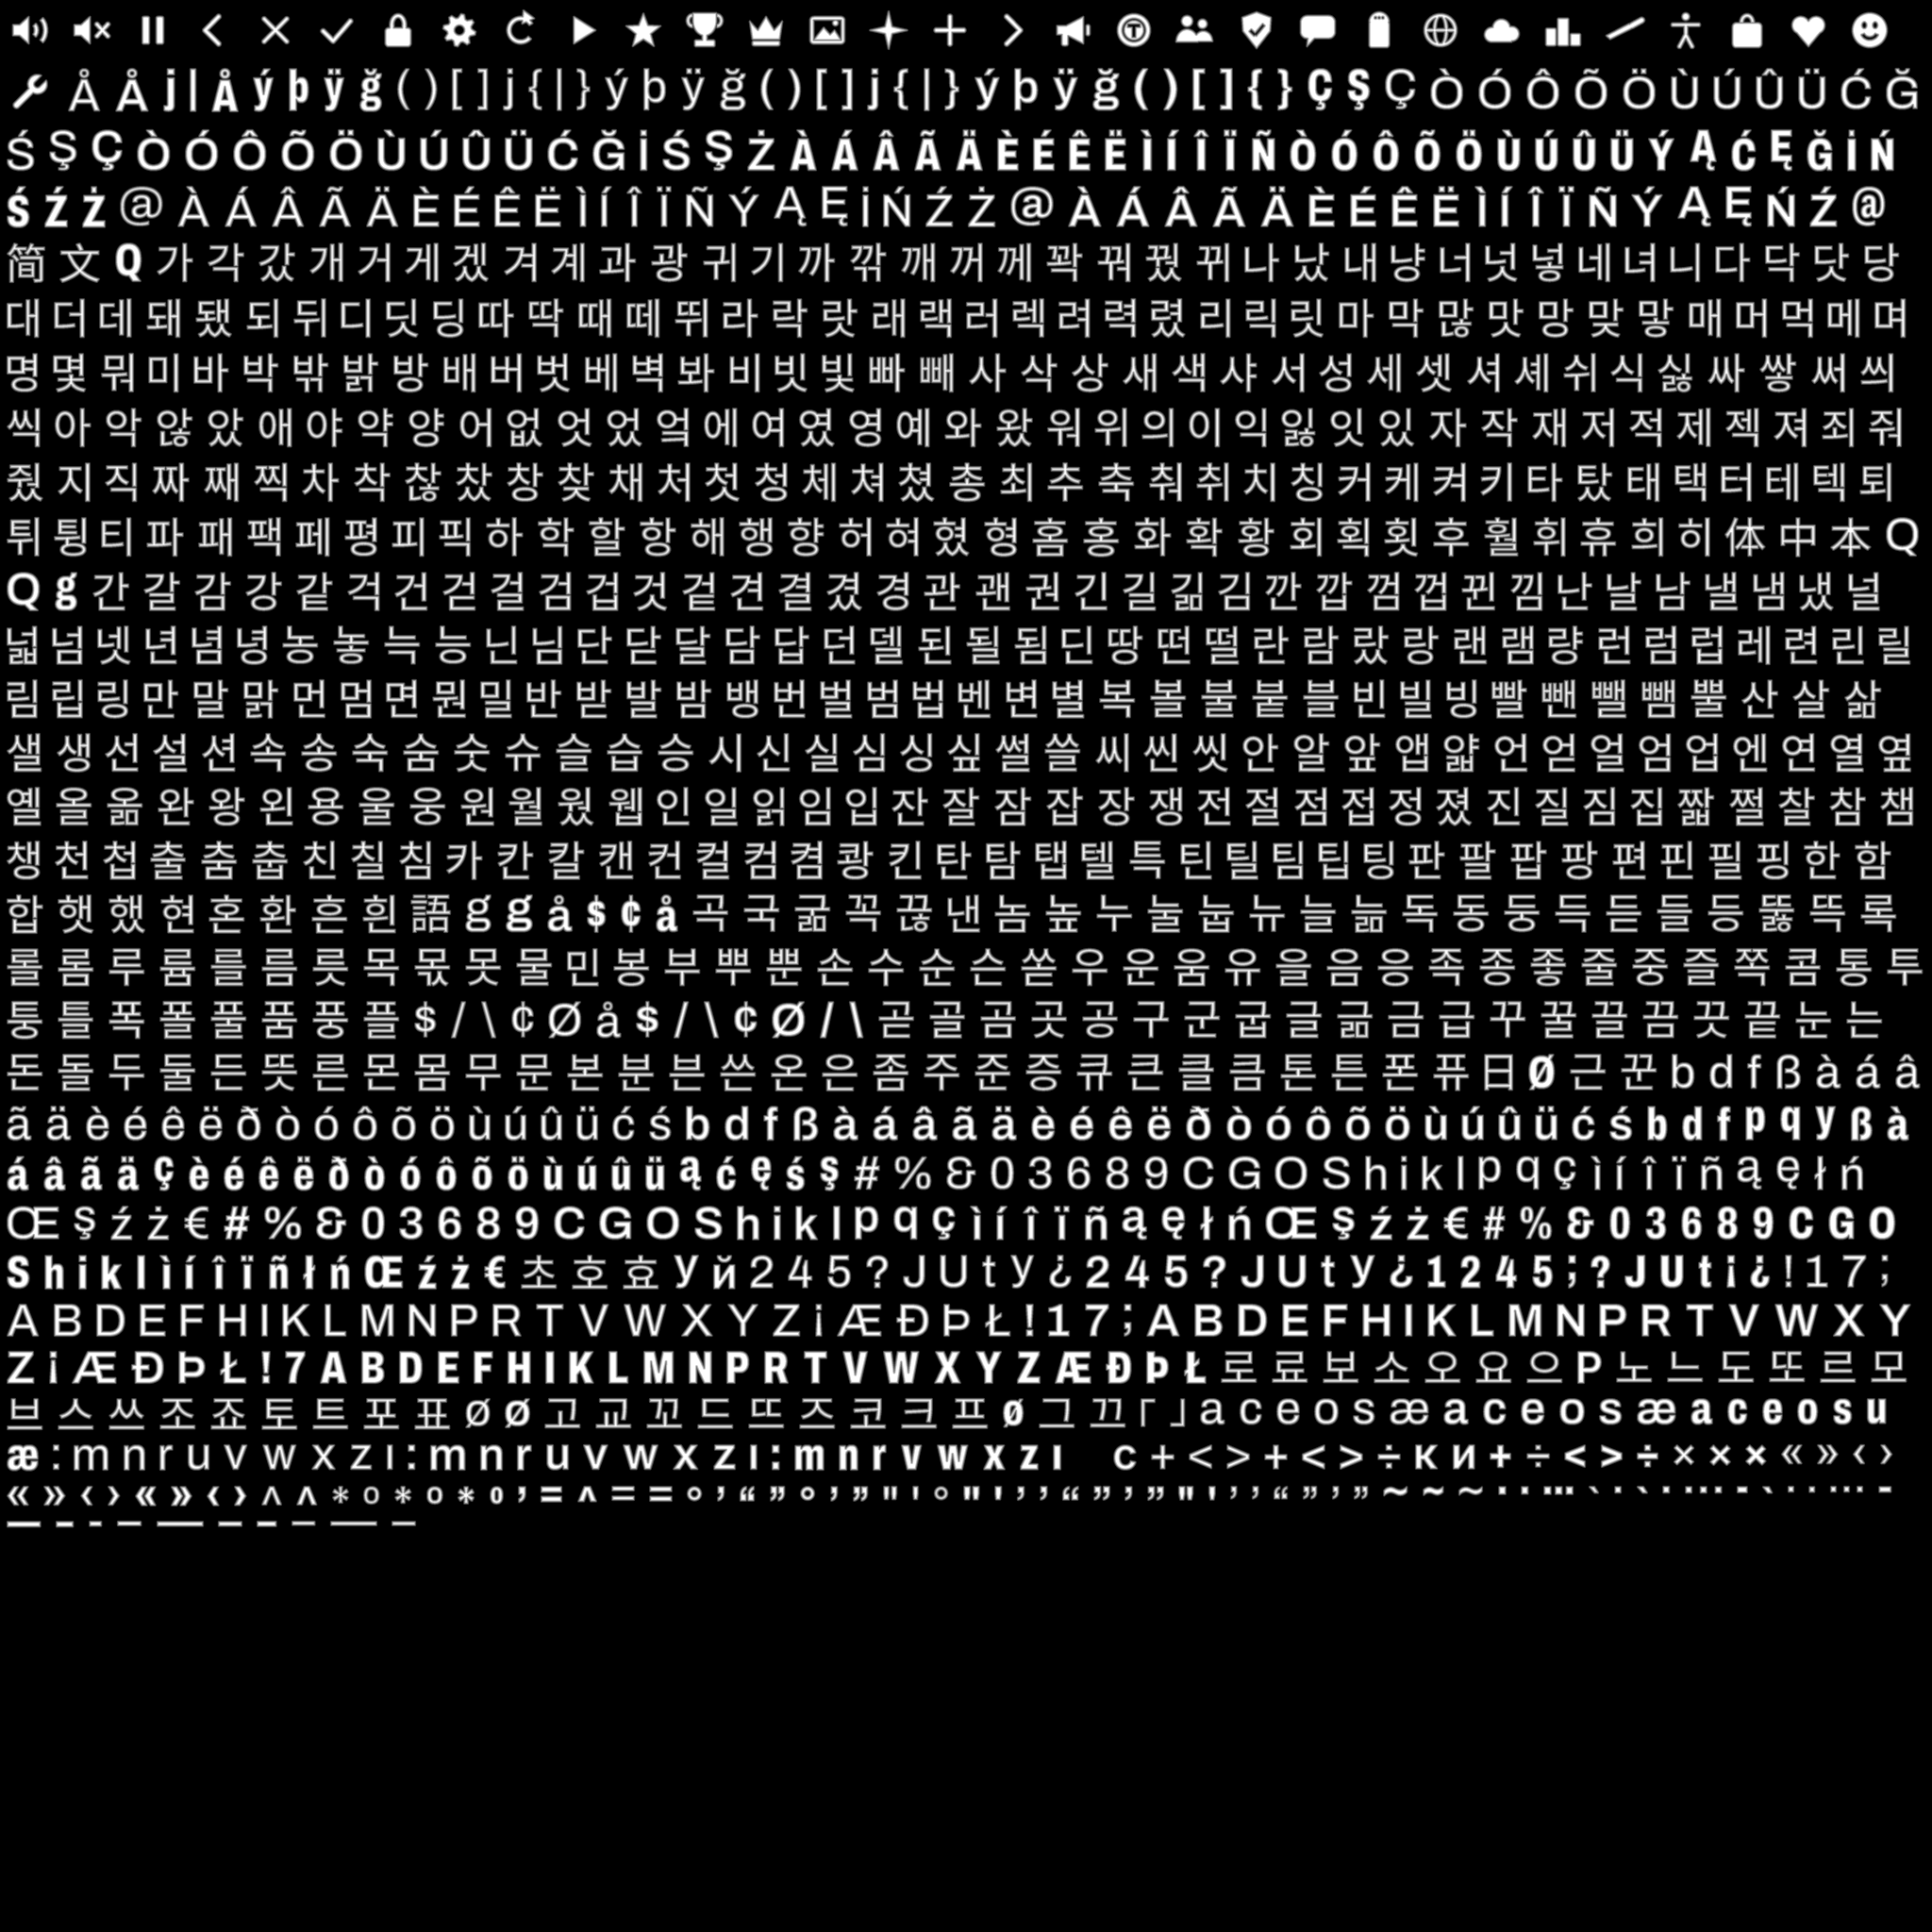 Å Å j | Å ý þ ÿ ğ ( ) [ ] j { | } ý þ ÿ ğ ( ) [ ] j { | } ý þ ÿ ğ ( ) [ ] { } Ç Ş Ç Ò Ó Ô Õ Ö Ù Ú Û Ü Ć Ğ
Ś Ş Ç Ò Ó Ô Õ Ö Ù Ú Û Ü Ć Ğ İ Ś Ş Ż À Á Â Ã Ä È É Ê Ë Ì Í Î Ï Ñ Ò Ó Ô Õ Ö Ù Ú Û Ü Ý Ą Ć Ę Ğ İ Ń
Ś Ź Ż @ À Á Â Ã Ä È É Ê Ë Ì Í Î Ï Ñ Ý Ą Ę İ Ń Ź Ż @ À Á Â Ã Ä È É Ê Ë Ì Í Î Ï Ñ Ý Ą Ę Ń Ź @
简 文 Q 가 각 갔 개 거 게 겠 겨 계 과 광 귀 기 까 깎 깨 꺼 께 꽉 꿔 꿨 뀌 나 났 내 냥 너 넛 넣 네 녀 니 다 닥 닷 당
대 더 데 돼 됐 되 뒤 디 딧 딩 따 딱 때 떼 뛰 라 락 랏 래 랙 러 렉 려 력 렸 리 릭 릿 마 막 많 맛 망 맞 맣 매 머 먹 메 며
명 몇 뭐 미 바 박 밖 밝 방 배 버 벗 베 벽 봐 비 빗 빛 빠 빼 사 삭 상 새 색 샤 서 성 세 셋 셔 셰 쉬 식 싫 싸 쌓 써 씌
씩 아 악 않 았 애 야 약 양 어 없 엇 었 엌 에 여 였 영 예 와 왔 워 위 의 이 익 잃 잇 있 자 작 재 저 적 제 젝 져 죄 줘
줬 지 직 짜 째 찍 차 착 찮 찼 창 찾 채 처 첫 청 체 쳐 쳤 총 최 추 축 춰 취 치 칭 커 케 켜 키 타 탔 태 택 터 테 텍 퇴
튀 튕 티 파 패 팩 페 평 피 픽 하 학 할 항 해 행 향 허 혀 혔 형 홈 홍 화 확 황 회 획 횟 후 훨 휘 휴 희 히 体 中 本 Q
Q g 간 갈 감 강 같 걱 건 걷 걸 검 겁 것 겉 견 결 겼 경 관 괜 권 긴 길 긺 김 깐 깝 껌 껍 뀐 낌 난 날 남 낼 냄 냈 널
넓 넘 넷 년 념 녕 농 놓 늑 능 닌 님 단 닫 달 담 답 던 델 된 될 됨 딘 땅 떤 떨 란 람 랐 랑 랜 램 량 런 럼 럽 레 련 린 릴
림 립 링 만 말 맑 먼 멈 면 뭔 밀 반 받 발 밤 뱅 번 벌 범 법 벤 변 별 복 볼 불 붙 블 빈 빌 빙 빨 뺀 뺄 뺌 뿔 산 살 삶
샐 생 선 설 션 속 송 숙 숨 숫 슈 슬 습 승 시 신 실 심 싱 싶 썰 쓸 씨 씬 씻 안 알 앞 앱 얇 언 얻 얼 엄 업 엔 연 열 옆
옐 올 옮 완 왕 왼 용 울 웅 원 월 웠 웹 인 일 읽 임 입 잔 잘 잠 잡 장 쟁 전 절 점 접 정 졌 진 질 짐 집 짧 쩔 찰 참 챔
챙 천 첩 출 춤 춥 친 칠 침 카 칸 칼 캔 컨 컬 컴 켬 쾅 킨 탄 탐 탭 텔 특 틴 틸 팀 팁 팅 판 팔 팝 팡 편 핀 필 핑 한 함
합 햇 했 현 혼 환 흔 흰 語 g g å $ ¢ å 곡 국 굶 꼭 끊 낸 놈 높 누 눌 눕 뉴 늘 늚 독 동 둥 득 듣 들 등 뚫 뜩 록
롤 롬 루 륨 를 름 릇 목 몫 못 물 민 봉 부 뿌 뿐 손 수 순 슨 쏟 우 운 움 유 을 음 응 족 종 좋 줄 중 즐 쪽 콤 통 투
퉁 틀 폭 폴 풀 품 풍 플 $ / \ ¢ Ø å $ / \ ¢ Ø / \ 곧 골 곰 곳 공 구 군 굽 글 긂 금 급 꾸 꿀 끌 끔 끗 끝 눈 는
돈 돌 두 둘 든 뜻 른 몬 몸 무 문 본 분 븐 쓴 온 은 좀 주 준 증 큐 큰 클 큼 톤 튼 폰 퓨 日 Ø 근 꾼 b d f ß à á â
ã ä è é ê ë ð ò ó ô õ ö ù ú û ü ć ś b d f ß à á â ã ä è é ê ë ð ò ó ô õ ö ù ú û ü ć ś b d f p q y ß à
á â ã ä ç è é ê ë ð ò ó ô õ ö ù ú û ü ą ć ę ś ş # % & 0 3 6 8 9 C G O S h i k l p q ç ì í î ï ñ ą ę ł ń
Œ ş ź ż € # % & 0 3 6 8 9 C G O S h i k l p q ç ì í î ï ñ ą ę ł ń Œ ş ź ż € # % & 0 3 6 8 9 C G O
S h i k l ì í î ï ñ ł ń Œ ź ż € 초 호 효 y й 2 4 5 ? J U t y ¿ 2 4 5 ? J U t y ¿ 1 2 4 5 ; ? J U t ¡ ¿ ! 1 7 ;
A B D E F H I K L M N P R T V W X Y Z ¡ Æ Ð Þ Ł ! 1 7 ; A B D E F H I K L M N P R T V W X Y
Z ¡ Æ Ð Þ Ł ! 7 A B D E F H I K L M N P R T V W X Y Z Æ Ð Þ Ł 로 료 보 소 오 요 으 P 노 느 도 또 르 모
브 스 쓰 조 죠 토 트 포 표 ø ø 고 교 꼬 드 뜨 즈 코 크 프 ø 그 끄 「 」 a c e o s æ a c e o s æ a c e o s u
æ : m n r u v w x z ı : m n r u v w x z ı : m n r v w x z ı с + < > + < > ÷ к и + ÷ < > ÷ × × × « » ‹ ›
« » ‹ › « » ‹ › ^ ^ * º * º * º ’ = ^ = = ° ’ “ ” ° ’ ” " ' ° " ' ’ ’ “ ” ’ ” " ' ’ ’ “ ” ’ ” ~ ~ ~